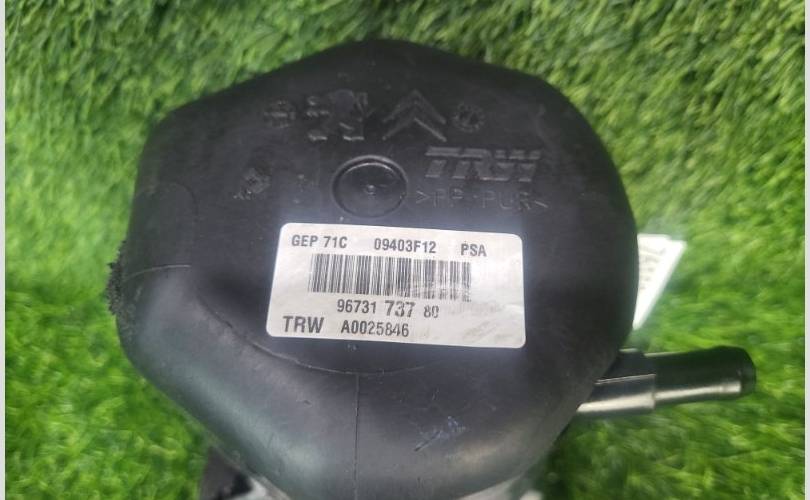 TRW
>PP+PUR<
GEP 71C 09403F12 PSA
96731 737 80
TRW A0025846